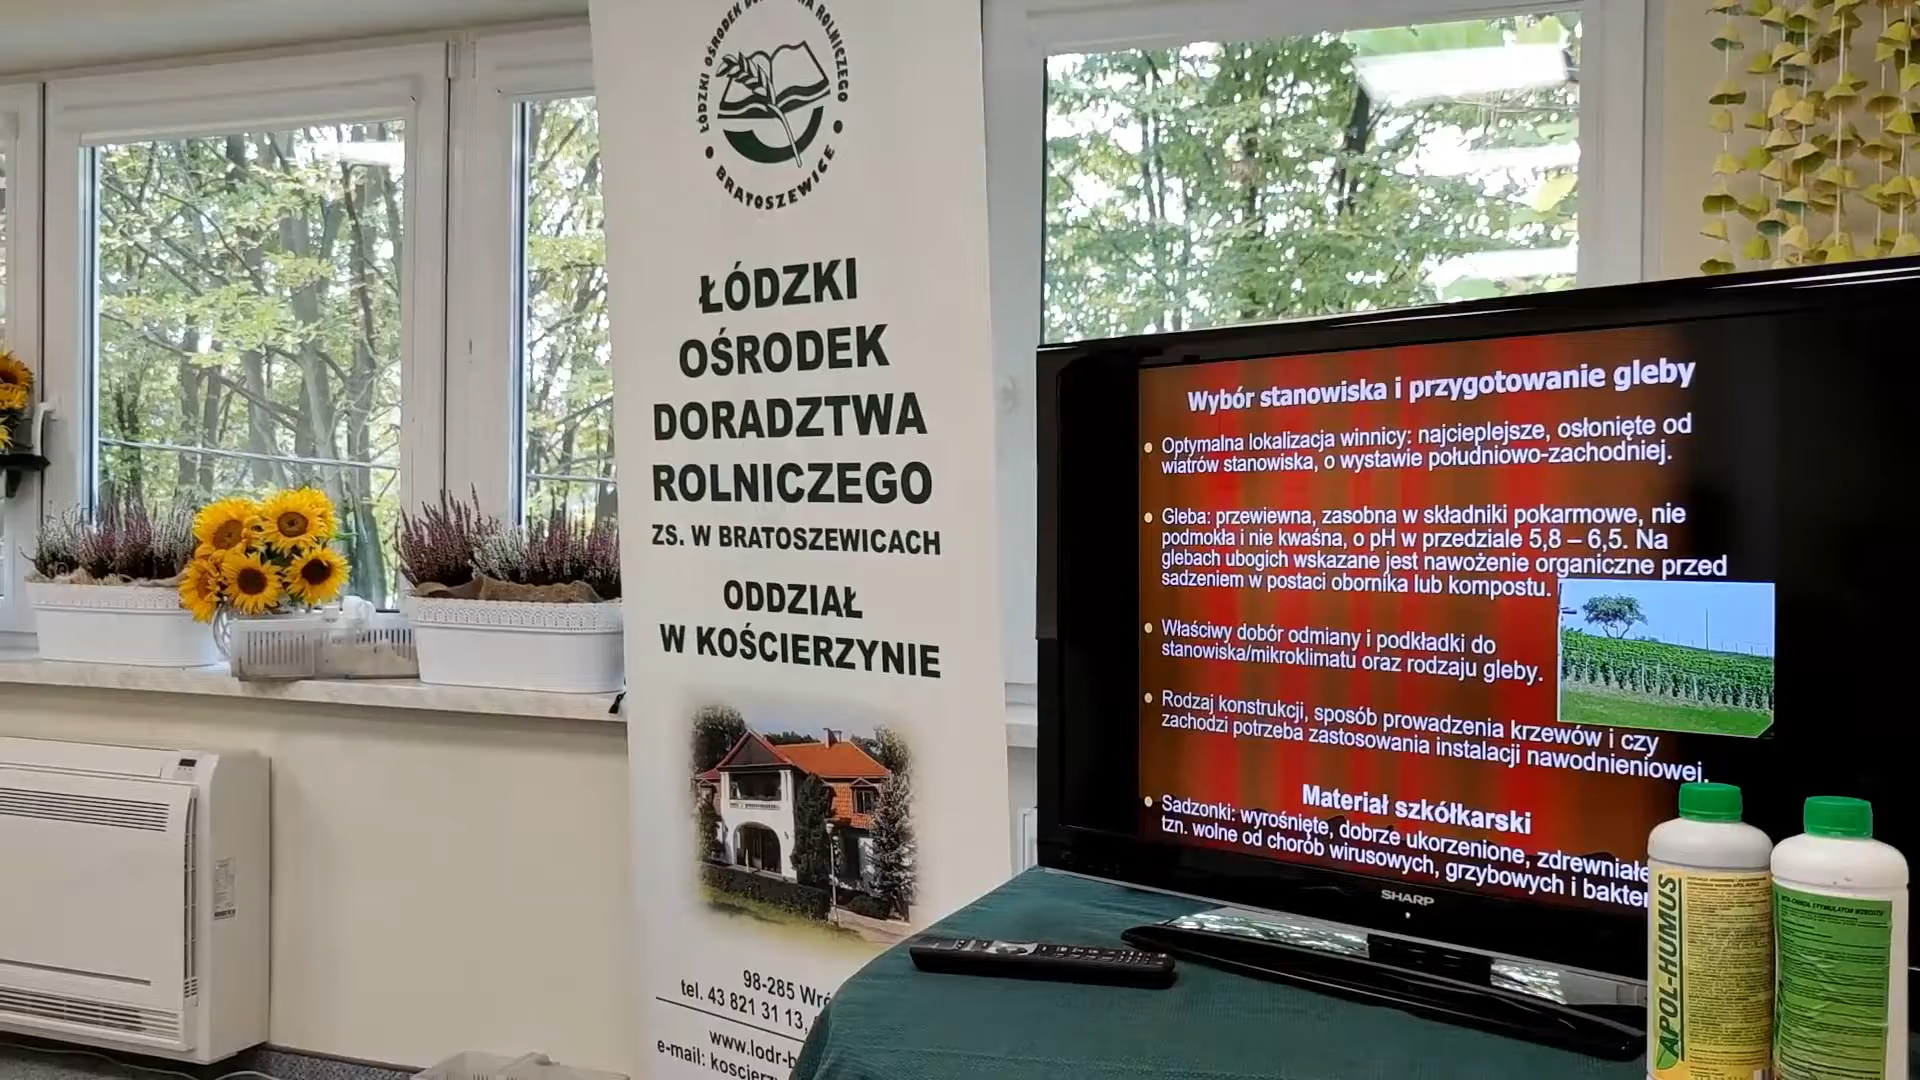 ŁÓDZKI OŚRODEK ROLNICZEGO
BRATOSZEWICE
ŁÓDZKI
OŚRODEK
DORADZTWA
ROLNICZEGO
ZS. W BRATOSZEWICACH
ODDZIAŁ
W KOŚCIERZYNIE
98-285
tel. 43 821 31 13,
www.lodr-b
e-mail:
Wybór stanowiska i przygotowanie gleby
Optymalna lokalizacja winnicy: najcieplejsze, osłonięte od
wiatrów stanowiska, o wystawie południowo-zachodniej.
Gleba: przewiewna, zasobna w składniki pokarmowe, nie
podmokła i nie kwaśna, o pH w przedziale 5,8 – 6,5. Na
glebach ubogich wskazane jest nawożenie organiczne przed
sadzeniem w postaci obornika lub kompostu.
Właściwy dobór odmiany i podkładki do
stanowiska/mikroklimatu oraz rodzaju gleby.
Rodzaj konstrukcji, sposób prowadzenia krzewów i czy
zachodzi potrzeba zastosowania instalacji nawodnieniowej.
Materiał szkółkarski
Sadzonki: wyrośnięte, dobrze ukorzenione, zdrewniałe
tzn. wolne od chorób wirusowych, grzybowych i bakter
SHARP
APOL-HUMUS
STYMULATOR WZROSTU